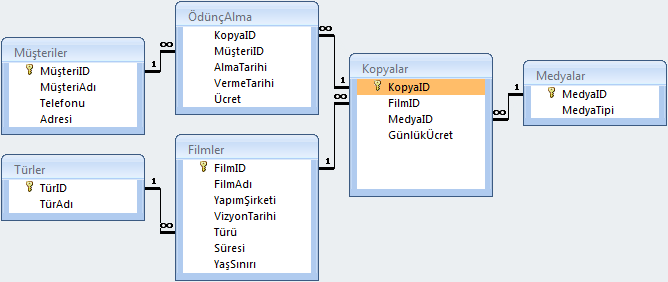 Müşteriler
MüşteriID
MüşteriAdı
Telefonu
Adresi
1
∞
ÖdünçAlma
KopyaID
MüşteriID
AlmaTarihi
VermeTarihi
Ücret
∞
1
∞
Kopyalar
KopyaID
FilmID
MedyaID
GünlükÜcret
∞
1
Medyalar
MedyaID
MedyaTipi
Türler
TürID
TürAdı
1
∞
Filmler
FilmID
FilmAdı
YapımŞirketi
VizyonTarihi
Türü
Süresi
YaşSınırı
1